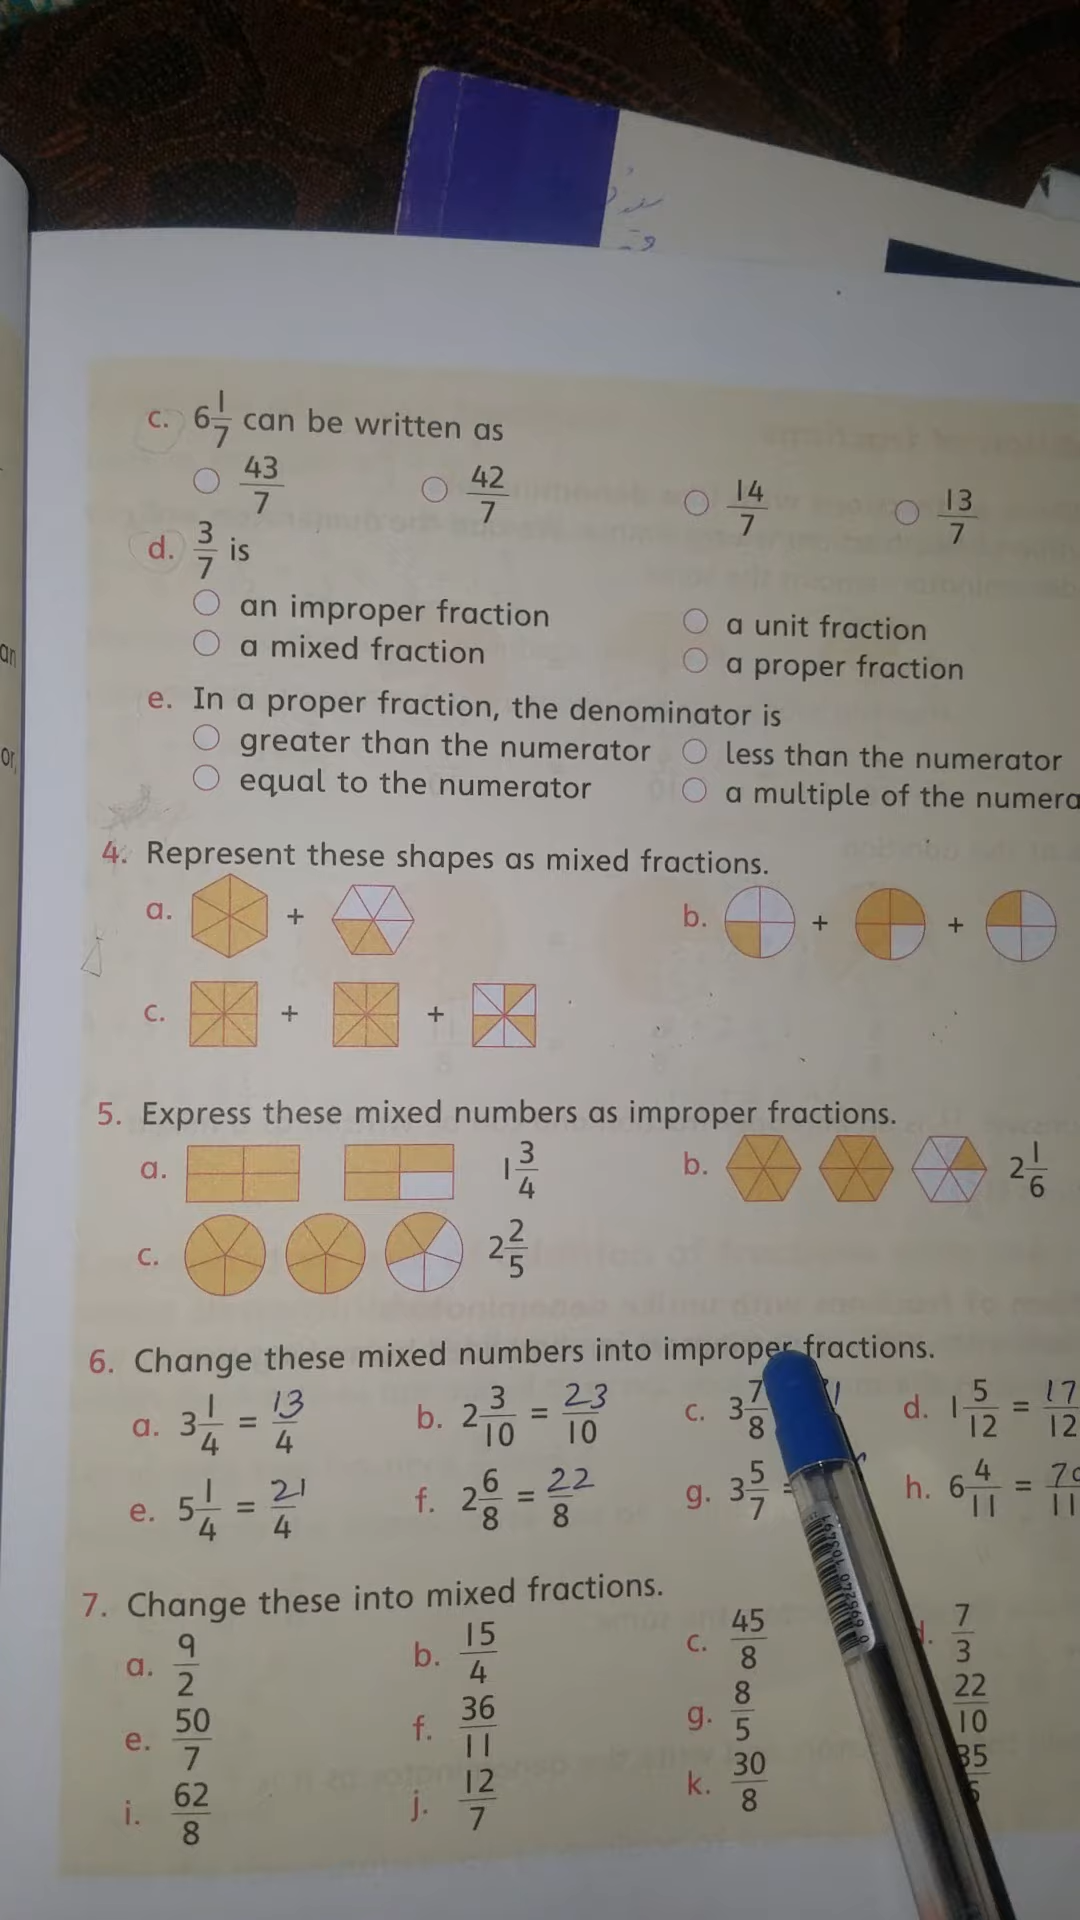 c. 6 1/7 can be written as
43/7 42/7 14/7 13/7
d. 3/7 is
an improper fraction a unit fraction
a mixed fraction a proper fraction
e. In a proper fraction, the denominator is
greater than the numerator less than the numerator
equal to the numerator a multiple of the numera
4. Represent these shapes as mixed fractions.
a. + b. + +
c. + +
5. Express these mixed numbers as improper fractions.
a. 1 3/4 b. 2 1/6
c. 2 2/5
6. Change these mixed numbers into improper fractions.
a. 3 1/4 = 13/4 b. 2 3/10 = 23/10 c. 3 7/8 d. 1 5/12 = 17/12
e. 5 1/4 = 21/4 f. 2 6/8 = 22/8 g. 3 5/7 = h. 6 4/11 =
7. Change these into mixed fractions.
a. 9/2 b. 15/4 c. 45/8 7/3
e. 50/7 f. 36/11 g. 8/5 22/10
i. 62/8 j. 12/7 k. 30/8 35